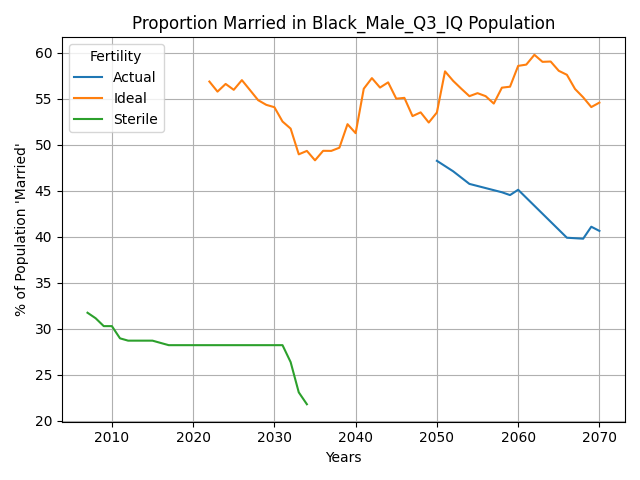 Proportion Married in Black_Male_Q3_IQ Population
% of Population 'Married'
60
55
50
45
40
35
30
25
20
Fertility
Actual
Ideal
Sterile
2010 2020 2030 2040 2050 2060 2070
Years